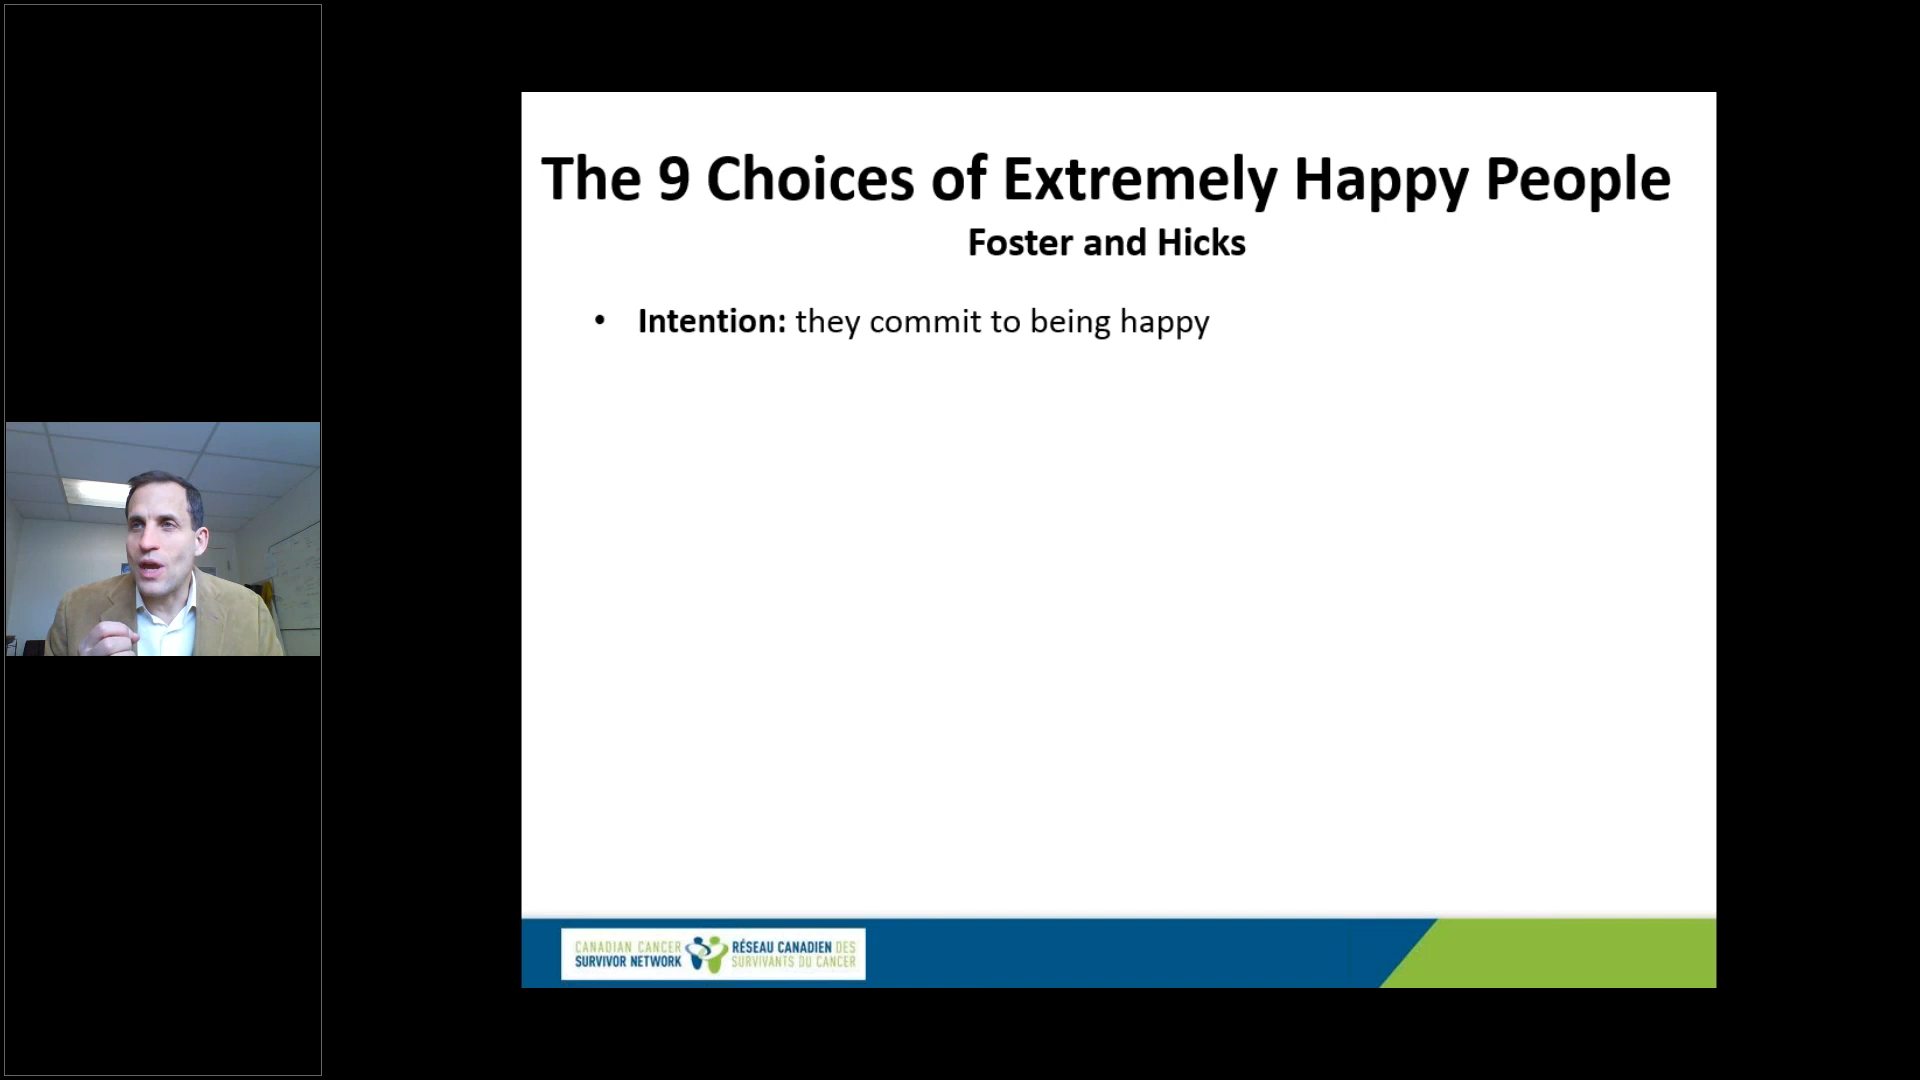 The 9 Choices of Extremely Happy People
Foster and Hicks
• Intention: they commit to being happy
CANADIAN CANCER
SURVIVOR NETWORK
RÉSEAU CANADIEN DES
SURVIVANTS DU CANCER